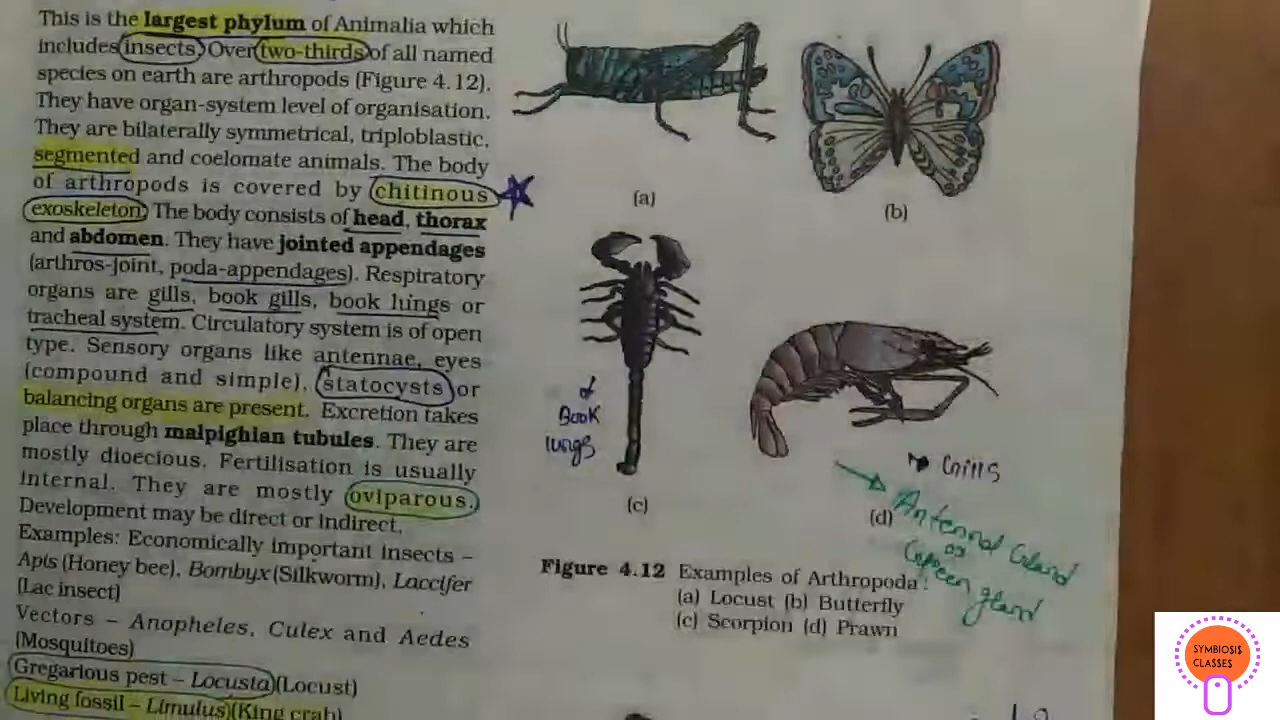 This is the largest phylum of Animalia which
includes insects. Over two-thirds of all named
species on earth are arthropods (Figure 4.12).
They have organ-system level of organisation.
They are bilaterally symmetrical, triploblastic,
segmented and coelomate animals. The body
of arthropods is covered by chitinous
exoskeleton. The body consists of head, thorax
and abdomen. They have jointed appendages
(arthros-joint, poda-appendages). Respiratory
organs are gills, book gills, book lungs or
tracheal system. Circulatory system is of open
type. Sensory organs like antennae, eyes
(compound and simple), statocysts or
balancing organs are present. Excretion takes
place through malpighian tubules. They are
mostly dioecious. Fertilisation is usually
internal. They are mostly oviparous.
Development may be direct or indirect.
Examples: Economically important insects –
Apis (Honey bee), Bombyx (Silkworm), Laccifer
(Lac insect)
Vectors – Anopheles, Culex and Aedes
(Mosquitoes)
Gregarious pest – Locusta (Locust)
Living fossil – Limulus (King crab)
(a)
(b)
Book
lungs
(c)
Gills
(d)
Antennal Gland
or
Green gland
Figure 4.12 Examples of Arthropoda :
(a) Locust (b) Butterfly
(c) Scorpion (d) Prawn
SYMBIOSIS
CLASSES